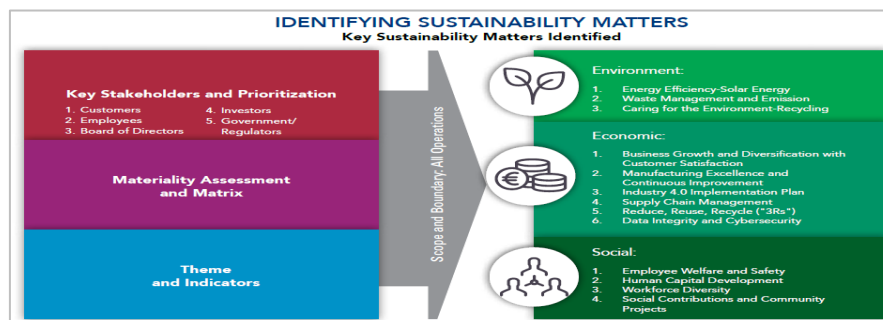 IDENTIFYING SUSTAINABILITY MATTERS
Key Sustainability Matters Identified
Key Stakeholders and Prioritization
1. Customers
2. Employees
3. Board of Directors
4. Investors
5. Government/
Regulators
Materiality Assessment
and Matrix
Theme
and Indicators
Scope and Boundary: All Operations
Environment:
1. Energy Efficiency-Solar Energy
2. Waste Management and Emission
3. Caring for the Environment-Recycling
Economic:
1. Business Growth and Diversification with
Customer Satisfaction
2. Manufacturing Excellence and
Continuous Improvement
3. Industry 4.0 Implementation Plan
4. Supply Chain Management
5. Reduce, Reuse, Recycle ("3Rs")
6. Data Integrity and Cybersecurity
Social:
1. Employee Welfare and Safety
2. Human Capital Development
3. Workforce Diversity
4. Social Contributions and Community
Projects